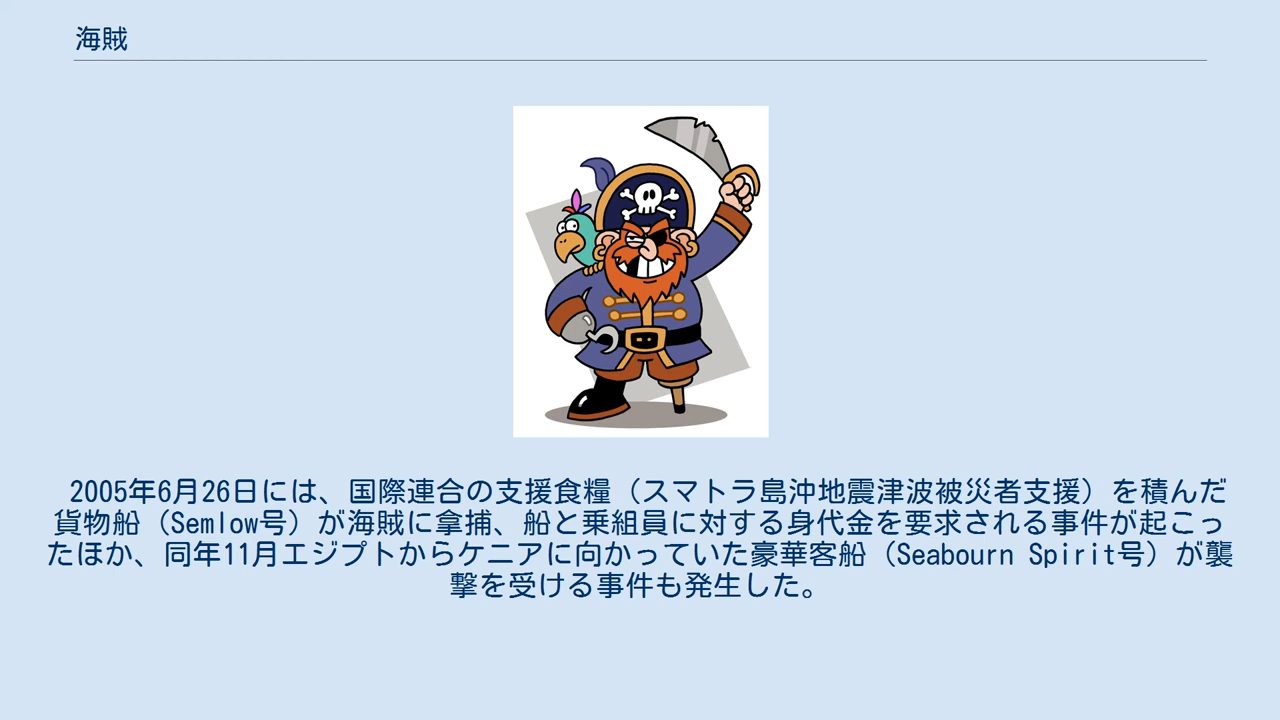 海賊
2005年6月26日には、国際連合の支援食糧（スマトラ島沖地震津波被災者支援）を積んだ
貨物船（Semlow号）が海賊に拿捕、船と乗組員に対する身代金を要求される事件が起こっ
たほか、同年11月エジプトからケニアに向かっていた豪華客船（Seabourn Spirit号）が襲
撃を受ける事件も発生した。